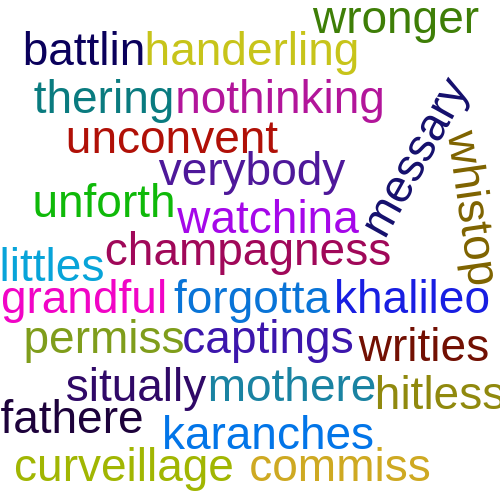 wronger
battlin handerling
thering nothinking
messary
unconvent
whistop
verybody
unforth
watchina
champagness
littles
grandful forgotta khalileo
permiss captings writies
situally mothere hitless
fathere
karanches
curveillage commiss